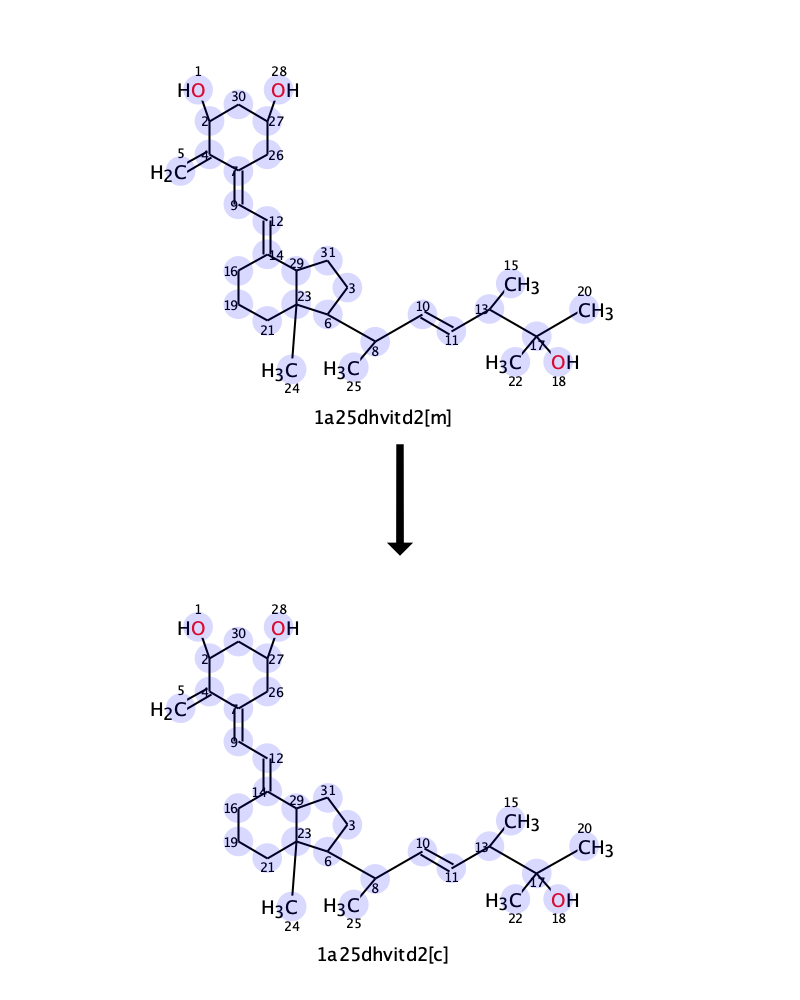 1 28
HO 30 OH
2 27
5 4 26
H2C 7
9
12
14
29 31
16 15
3 CH3
19 23 10 13 20
21 6 11 CH3
8 17
H3C H3C H3C OH
24 25 22 18
1a25dhvitd2[m]
1 28
HO 30 OH
2 27
5 4 26
H2C 7
9
12
14
29 31
16 15
3 CH3
19 23 10 13 20
21 6 11 CH3
8 17
H3C H3C H3C OH
24 25 22 18
1a25dhvitd2[c]